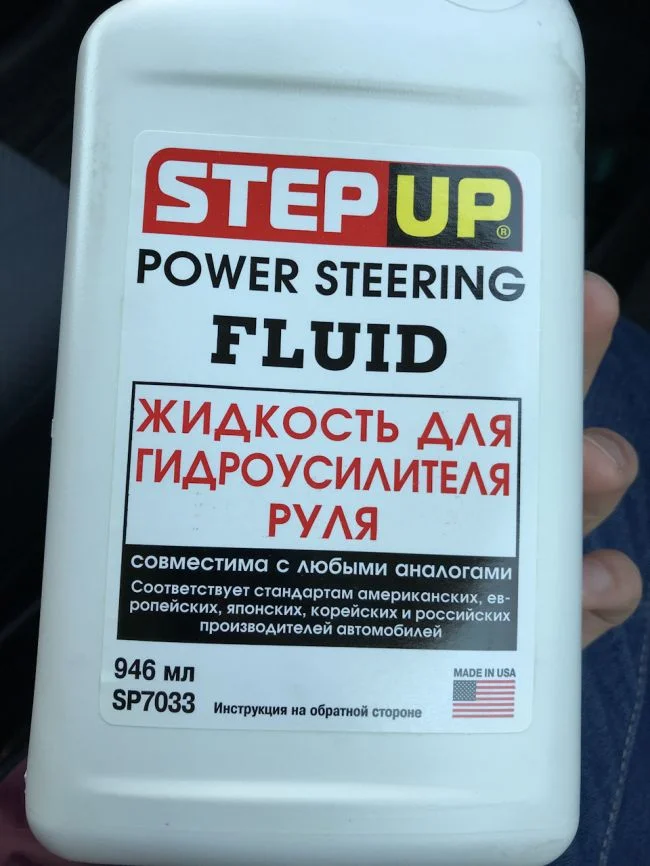 STEP UP®
POWER STEERING
FLUID
ЖИДКОСТЬ ДЛЯ
ГИДРОУСИЛИТЕЛЯ
РУЛЯ
СОВМЕСТИМА С ЛЮБЫМИ АНАЛОГАМИ
Соответствует стандартам американских, ев-
ропейских, японских, корейских и российских
производителей автомобилей
946 мл
MADE IN USA
SP7033 Инструкция на обратной стороне